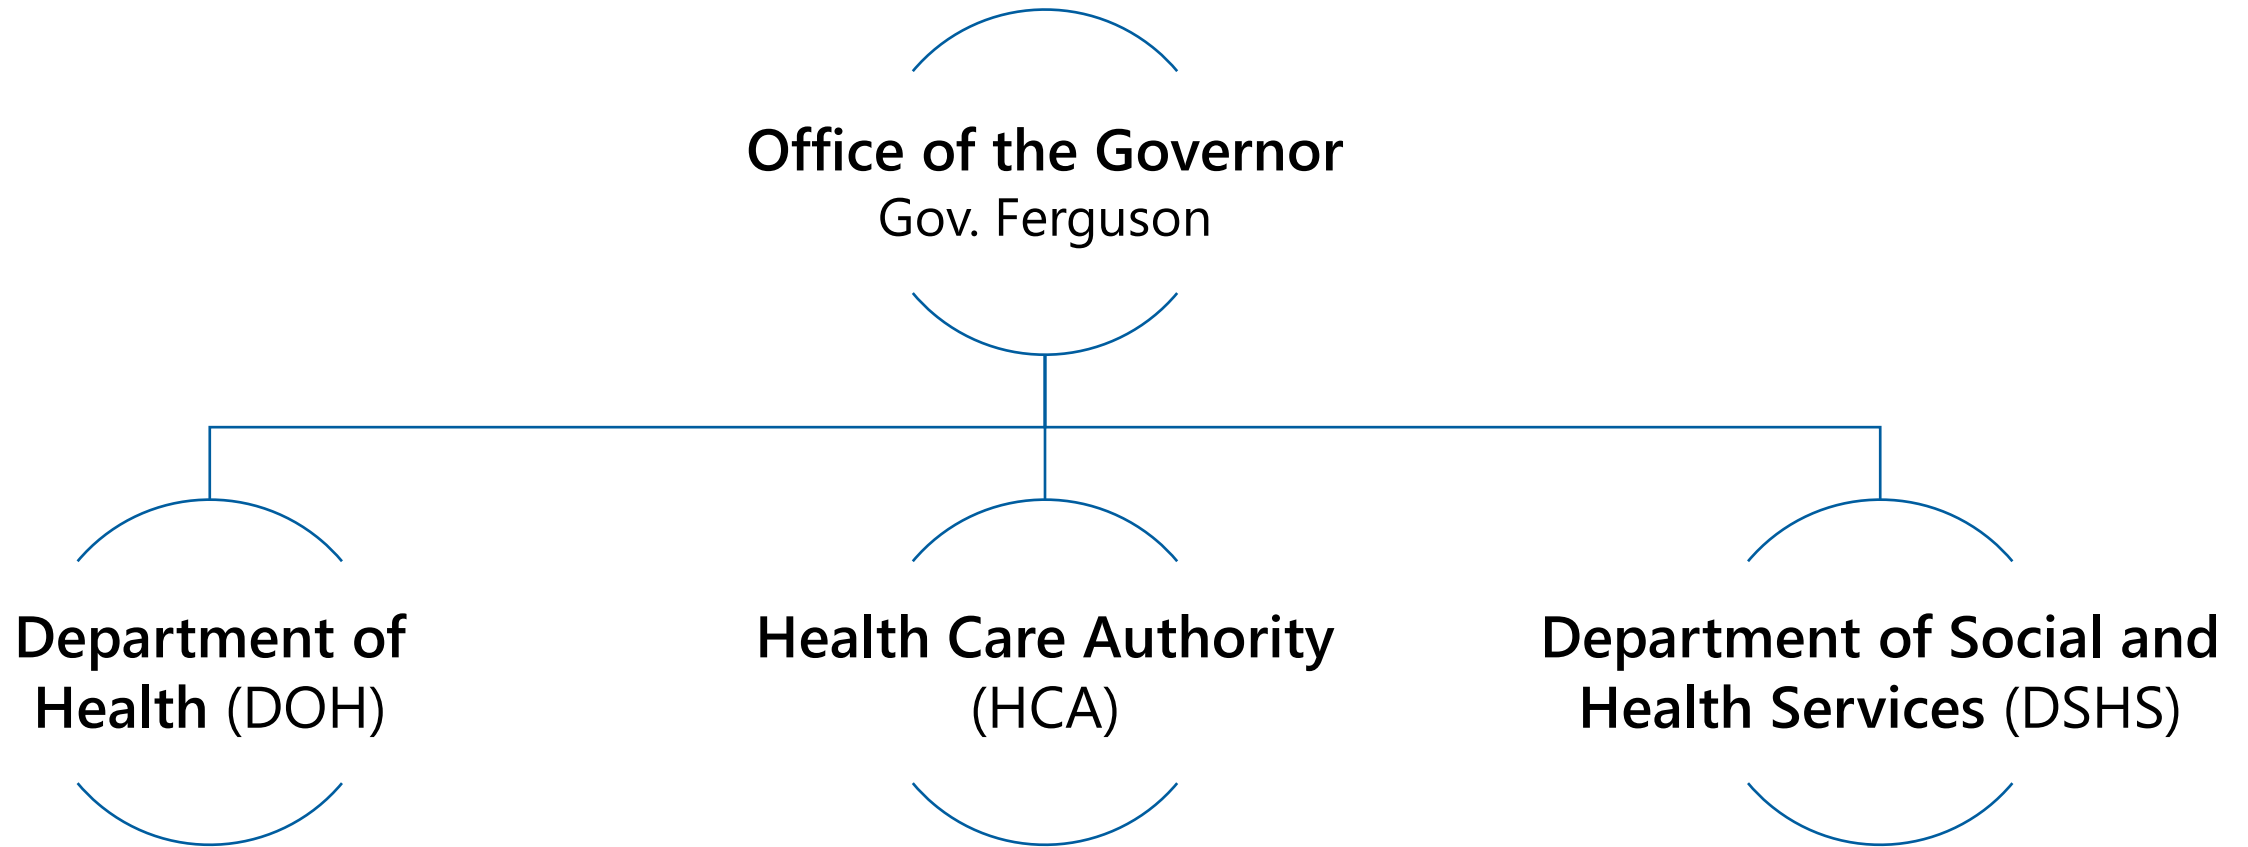 Office of the Governor
Gov. Ferguson
Department of
Health (DOH)
Health Care Authority
(HCA)
Department of Social and
Health Services (DSHS)